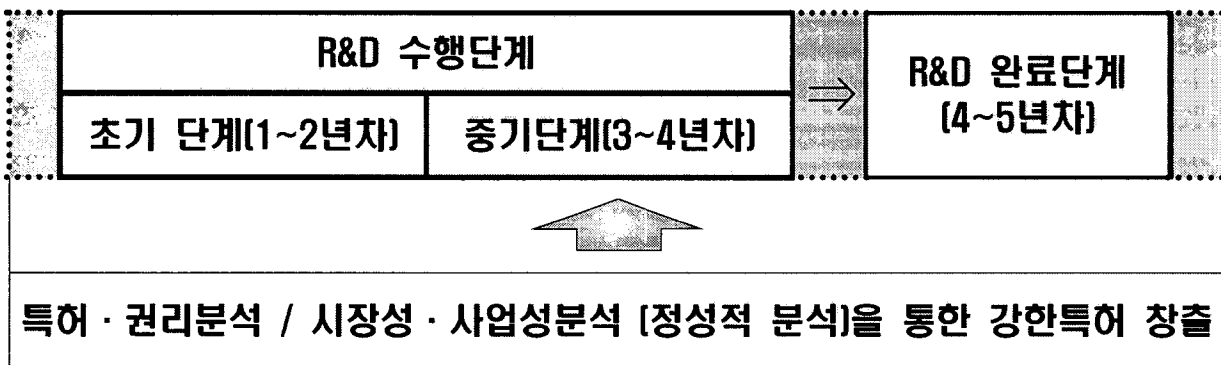 R&D 수행단계
초기 단계(1~2년차)
중기단계(3~4년차)
⇒
R&D 완료단계
(4~5년차)
특허 · 권리분석 / 시장성 · 사업성분석 (정성적 분석)을 통한 강한특허 창출